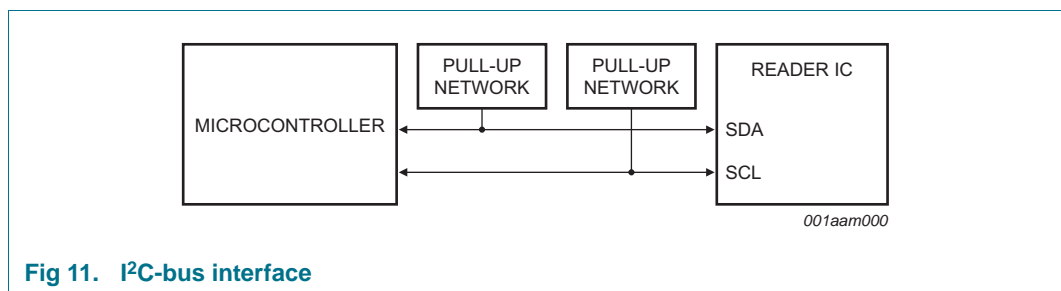 PULL-UP
NETWORK
PULL-UP
NETWORK
READER IC
MICROCONTROLLER
SDA
SCL
001aam000
Fig 11. I²C-bus interface